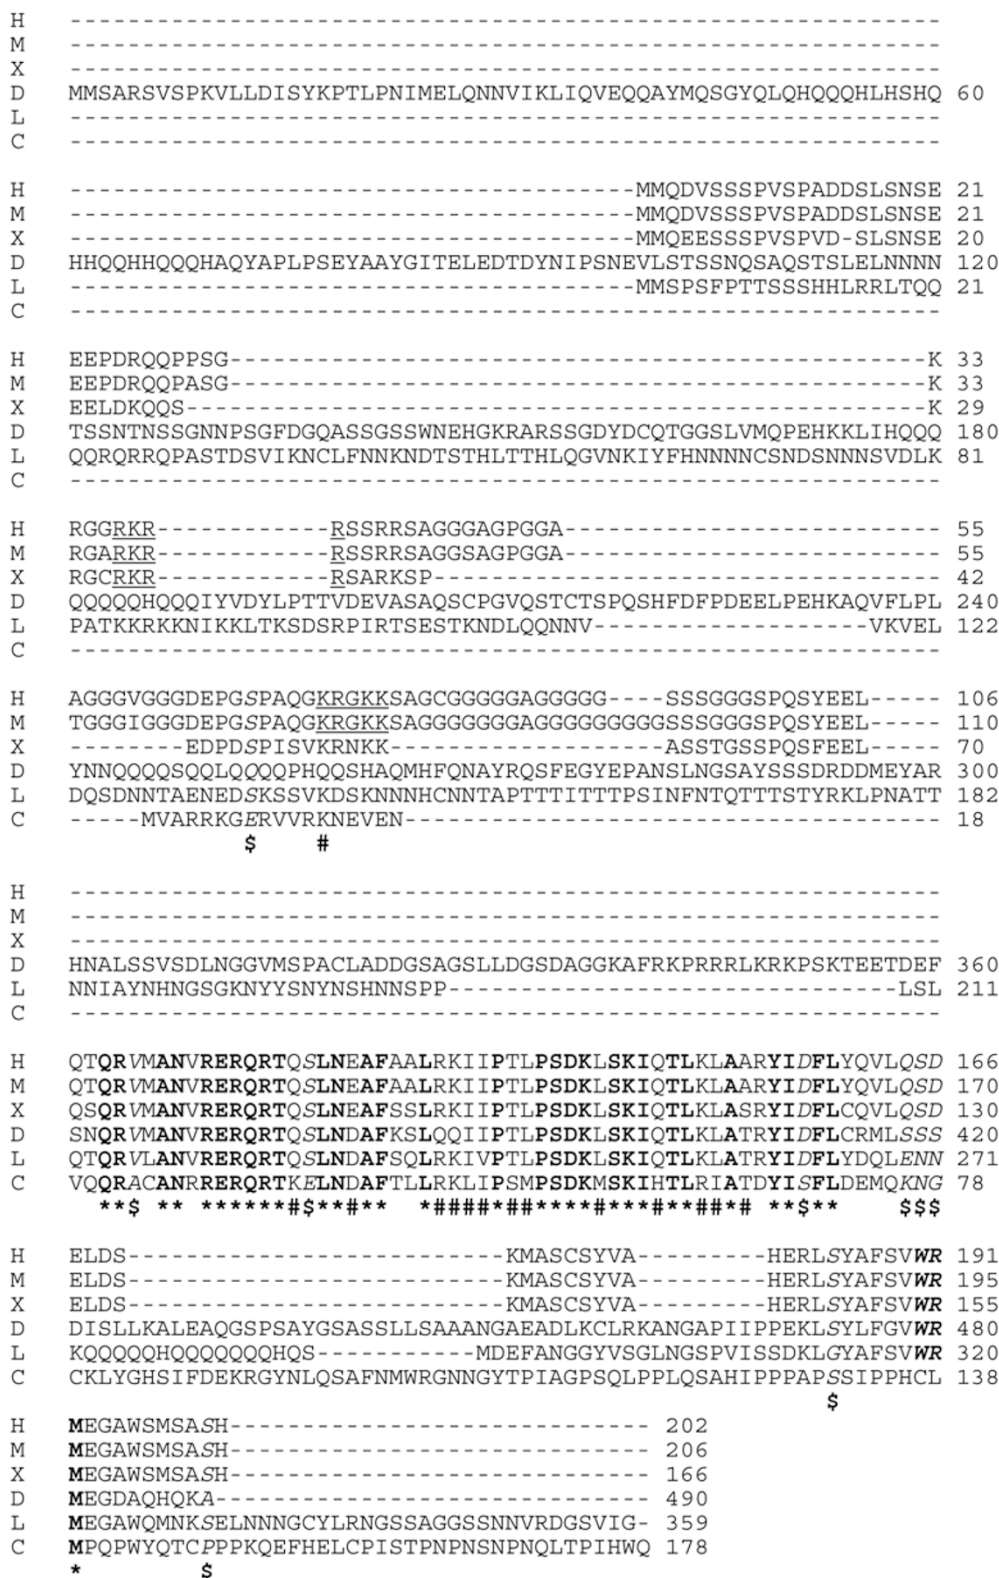 H ------------------------------------------------------------
M ------------------------------------------------------------
X ------------------------------------------------------------
D MMSARSVSPKVLLDISYKPTLPNIMELQNNVIKLIQVEQQAYMQSGYQLQHQQQHLHSHQ 60
L ------------------------------------------------------------
C ------------------------------------------------------------
H ---------------------------------------MMQDVSSSPVSPADDSLSNSE 21
M ---------------------------------------MMQDVSSSPVSPADDSLSNSE 21
X ---------------------------------------MMQEESSSPVSPVD-SLSNSE 20
D HHQQHHQQQHAQYAPLPSEYAAYGITELEDTDYNIPSNEVLSTSSNQSAQSTSLELNNNN 120
L ---------------------------------------MMSPSFPTTSSSHHLRRLTQQ 21
C ------------------------------------------------------------
H EEPDRQQPPSG------------------------------------------------K 33
M EEPDRQQPASG------------------------------------------------K 33
X EELDKQQS---------------------------------------------------K 29
D TSSNTNSSGNNPSGFDGQASSGSSWNEHGKRARSSGDYDCQTGGSLVMQPEHKKLIHQQQ 180
L QQRQRRQPASTDSVIKNCLFNNKNDTSTHLTTHLQGVNKIYFHNNNNCSNDSNNNSVDLK 81
C ------------------------------------------------------------
H RGGRKR------------RSSRRSAGGGAGPGGA-------------------------- 55
M RGARKR------------RSSRRSAGGSAGPGGA-------------------------- 55
X RGCRKR------------RSARKSP----------------------------------- 42
D QQQQQHQQQIYVDYLPTTVDEVASAQSCPGVQSTCTSPQSHFDFPDEELPEHKAQVFLPL 240
L PATKKRKKNIKKLTKSDSRPIRTSESTKNDLQQNNV-------------------VKVEL 122
C ------------------------------------------------------------
H AGGGVGGGDEPGSPAQGKRGKKSAGCGGGGGAGGGGG----SSSGGGSPQSYEEL----- 106
M TGGGIGGGDEPGSPAQGKRGKKSAGGGGGGGAGGGGGGGGGSSSGGGSPQSYEEL----- 110
X --------EDPDSPISVKRNKK-------------------ASSTGSSPQSFEEL----- 70
D YNNQQQQSQQLQQQQPHQQSHAQMHFQNAYRQSFEGYEPANSLNGSAYSSSDRDDMEYAR 300
L DQSDNNTAENEDSKSSVKDSKNNNHCNNTAPTTTITTTPSINFNTQTTTSTYRKLPNATT 182
C -----MVARRKGERVVRKNEVEN------------------------------------- 18
$ #
H ------------------------------------------------------------
M ------------------------------------------------------------
X ------------------------------------------------------------
D HNALSSVSDLNGGVMSPACLADDGSAGSLLDGSDAGGKAFRKPRRRLKRKPSKTEETDEF 360
L NNIAYNHNGSGKNYYSNYNSHNNSPP-------------------------------LSL 211
C ------------------------------------------------------------
H QTQRVMANVRERQRTQSLNEAFAALRKIIPTLPSDKLSKIQTLKLAARYIDFLYQVLQSD 166
M QTQRVMANVRERQRTQSLNEAFAALRKIIPTLPSDKLSKIQTLKLAARYIDFLYQVLQSD 170
X QSQRVMANVRERQRTQSLNEAFSSLRKIIPTLPSDKLSKIQTLKLASRYIDFLCQVLQSD 130
D SNQRVMANVRERQRTQSLNDAFKSLQQIIPTLPSDKLSKIQTLKLATRYIDFLCRMLSSS 420
L QTQRVLANVRERQRTQSLNDAFSQLRKIVPTLPSDKLSKIQTLKLATRYIDFLYDQLENN 271
C VQQRACANRRERQRTKELNDAFTLLRKLIPSMPSDKMSKIHTLRIATDYISFLDEMQKNG 78
**$ ** ******#$**#** *####*##****#***#**##*# **$** $$$
H ELDS--------------------------KMASCSYVA---------HERLSYAFSVWR 191
M ELDS--------------------------KMASCSYVA---------HERLSYAFSVWR 195
X ELDS--------------------------KMASCSYVA---------HERLSYAFSVWR 155
D DISLLKALEAQGSPSAYGSASSLLSAAANGAEADLKCLRKANGAPIIPPEKLSYLFGVWR 480
L KQQQQQHQQQQQQQHQS-----------MDEFANGGYVSGLNGSPVISSDKLGYAFSVWR 320
C CKLYGHSIFDEKRGYNLQSAFNMWRGNNGYTPIAGPSQLPPLQSAHIPPPAPSSIPPHCL 138
$
H MEGAWSMSASH----------------------------- 202
M MEGAWSMSASH----------------------------- 206
X MEGAWSMSASH----------------------------- 166
D MEGDAQHQKA------------------------------ 490
L MEGAWQMNKSELNNNGCYLRNGSSAGGSSNNVRDGSVIG- 359
C MPQPWYQTCPPPKQEFHELCPISTPNPNSNPNQLTPIHWQ 178
* $